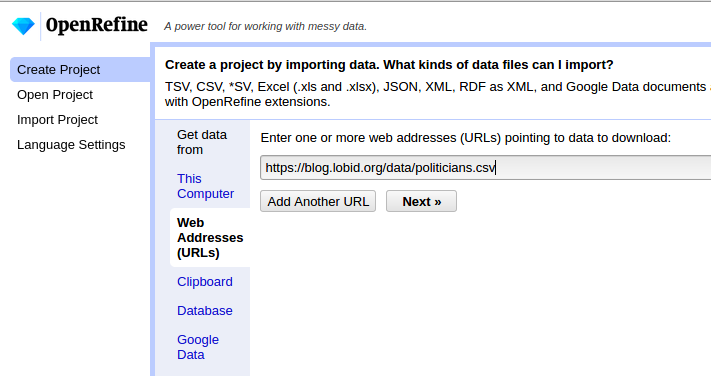 OpenRefine A power tool for working with messy data.
Create Project
Open Project
Import Project
Language Settings
Create a project by importing data. What kinds of data files can I import?
TSV, CSV, *SV, Excel (.xls and .xlsx), JSON, XML, RDF as XML, and Google Data documents
with OpenRefine extensions.
Get data
from
This
Computer
Web
Addresses
(URLs)
Clipboard
Database
Google
Data
Enter one or more web addresses (URLs) pointing to data to download:
https://blog.lobid.org/data/politicians.csv
Add Another URL Next »